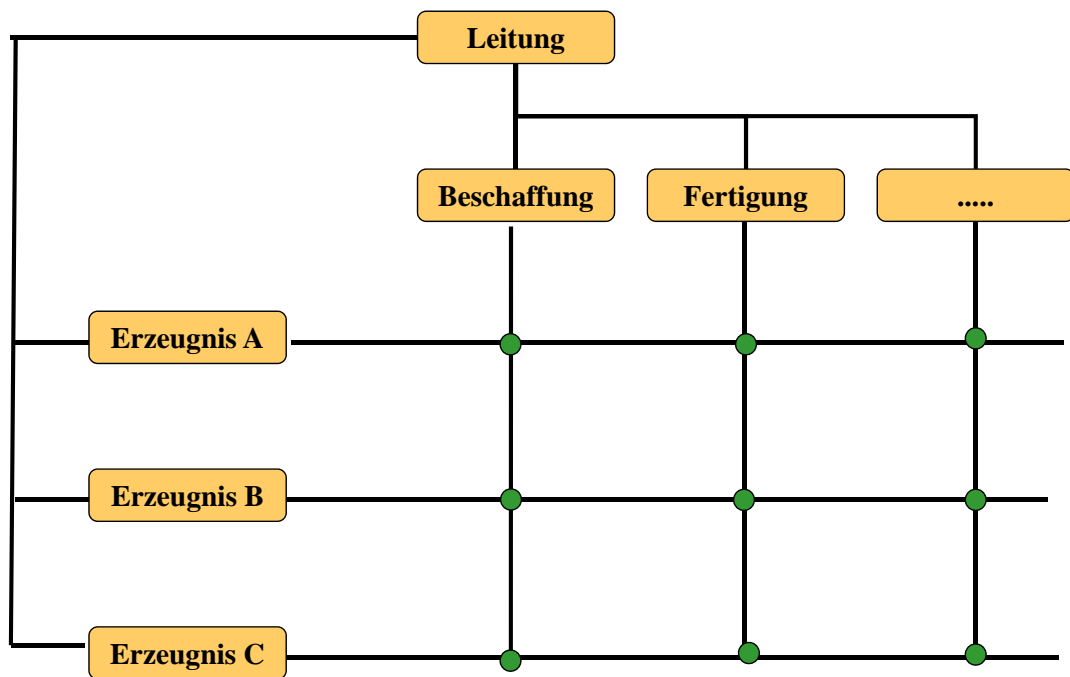 Leitung
Beschaffung
Fertigung
.....
Erzeugnis A
Erzeugnis B
Erzeugnis C